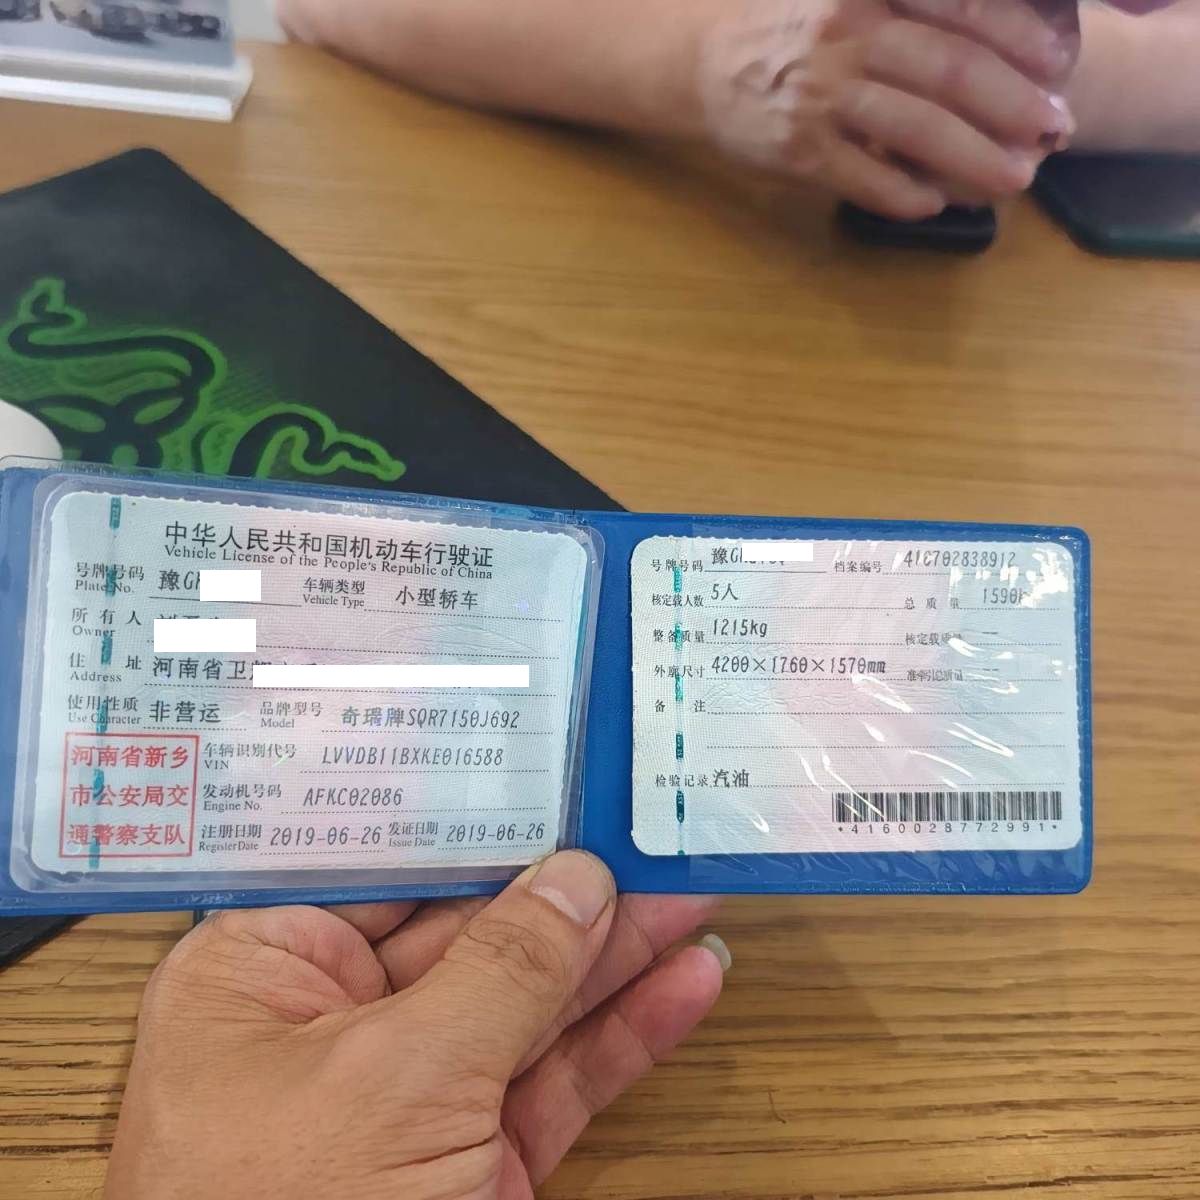 中华人民共和国机动车行驶证
Vehicle License of the People's Republic of China
号牌号码 豫G 车辆类型 小型轿车
Plate No. Vehicle Type
所有人
Owner
住址 河南省卫
Address
使用性质 非营运 品牌型号 奇瑞牌SQR7150J692
Use Character Model
河南省新乡
市公安局交
通警察支队
车辆识别代号 LVVDB11BXKE016588
VIN
发动机号码 AFKC02086
Engine No.
注册日期 2019-06-26 发证日期 2019-06-26
Register Date Issue Date
号牌号码 豫G 档案编号 410702838912
核定载人数 5人 总质量 1590
整备质量 1215kg 核定载质量 —
外廓尺寸 4200×1760×1570mm 准牵引总质量 —
备注
检验记录 汽油
*4160028772991*